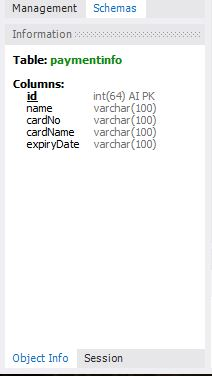 Management Schemas
Information
Table: paymentinfo
Columns:
id int(64) AI PK
name varchar(100)
cardNo varchar(100)
cardName varchar(100)
expiryDate varchar(100)
Object Info Session